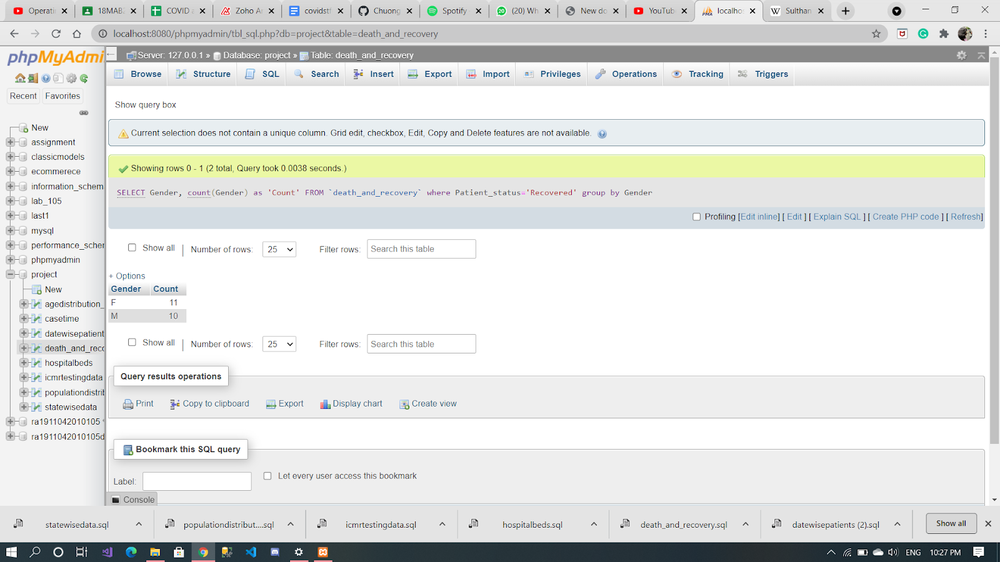 Operatin
18MAB2
COVID a
Zoho An
covidstf
Chuong
Spotify
(20) Wh
New do
YouTub
localhos
Sulthan
localhost:8080/phpmyadmin/tbl_sql.php?db=project&table=death_and_recovery
phpMyAdmi
Recent
Favorites
New
assignment
classicmodels
ecommerece
information_schem
lab_105
last1
mysql
performance_scher
phpmyadmin
project
New
agedistribution_
casetime
datewisepatient
death_and_reco
hospitalbeds
icmrtestingdata
populationdistrib
statewisedata
ra1911042010105
ra1911042010105d
Server: 127.0.0.1 » Database: project » Table: death_and_recovery
Browse Structure SQL Search Insert Export Import Privileges Operations Tracking Triggers
Show query box
Current selection does not contain a unique column. Grid edit, checkbox, Edit, Copy and Delete features are not available.
Showing rows 0 - 1 (2 total, Query took 0.0038 seconds.)
SELECT Gender, count(Gender) as 'Count' FROM `death_and_recovery` where Patient_status='Recovered' group by Gender
Profiling [Edit inline] [ Edit ] [ Explain SQL ] [ Create PHP code ] [ Refresh]
Show all | Number of rows: 25 Filter rows: Search this table
+ Options
Gender Count
F 11
M 10
Show all | Number of rows: 25 Filter rows: Search this table
Query results operations
Print Copy to clipboard Export Display chart Create view
Bookmark this SQL query
Label: Let every user access this bookmark
Console
statewisedata.sql populationdistribut....sql icmrtestingdata.sql hospitalbeds.sql death_and_recovery.sql datewisepatients (2).sql Show all
ENG 10:27 PM